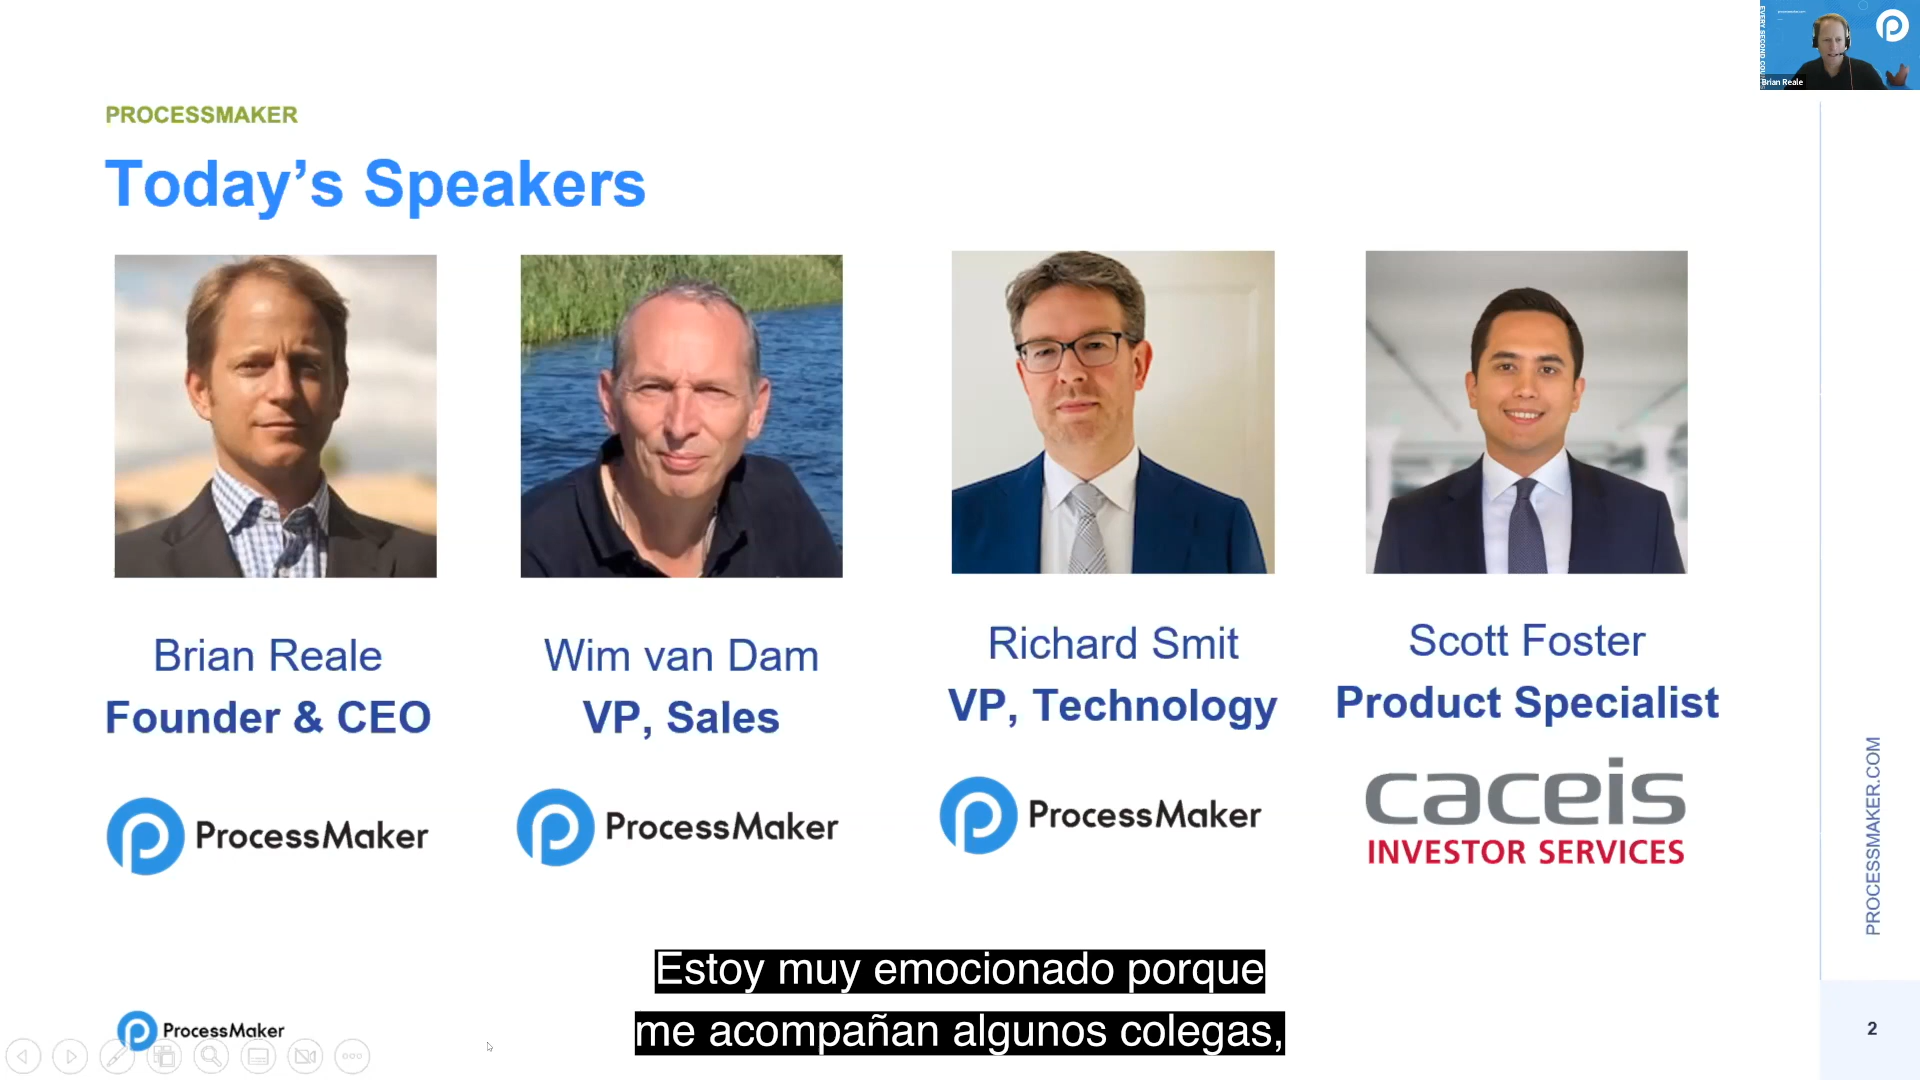 PROCESSMAKER
Today's Speakers
Brian Reale
Founder & CEO
ProcessMaker
Wim van Dam
VP, Sales
ProcessMaker
Richard Smit
VP, Technology
ProcessMaker
Scott Foster
Product Specialist
caceis
INVESTOR SERVICES
Brian Reale
PROCESSMAKER.COM
2
ProcessMaker
Estoy muy emocionado porque
me acompañan algunos colegas,